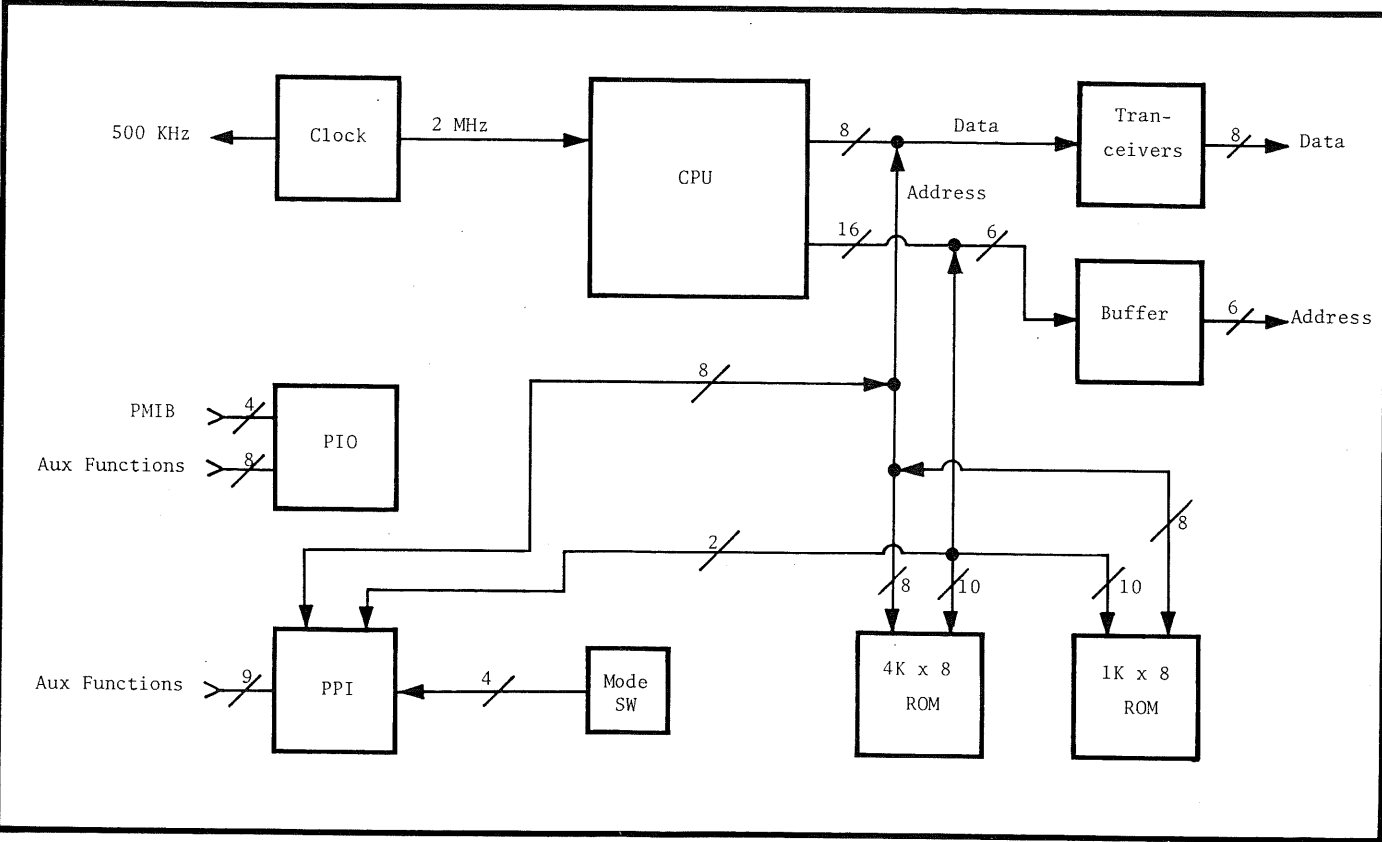 500 KHz
Clock
2 MHz
CPU
8
Data
Tran-
ceivers
8
Data
Address
16
6
Buffer
6
Address
8
PMIB
4
PIO
Aux Functions
8
8
2
8
10
10
Aux Functions
9
PPI
4
Mode
SW
4K x 8
ROM
1K x 8
ROM